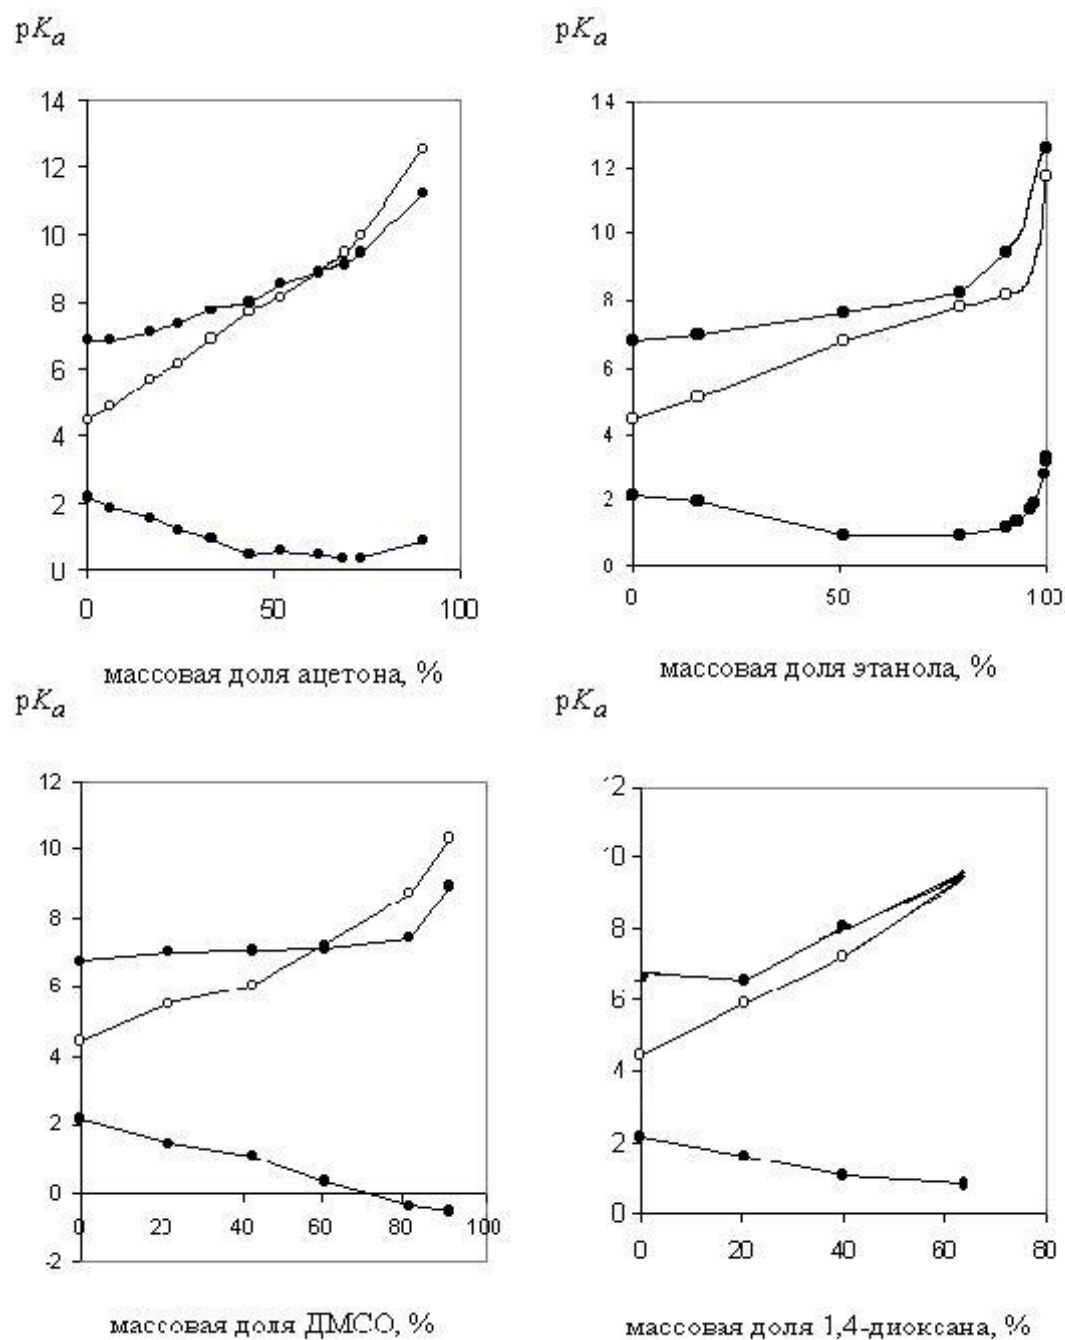 pKₐ
14
12
10
8
6
4
2
0
0 50 100
массовая доля ацетона, %
pKₐ
14
12
10
8
6
4
2
0
0 50 100
массовая доля этанола, %
pKₐ
12
10
8
6
4
2
0
-2
0 20 40 60 80 100
массовая доля ДМСО, %
pKₐ
12
10
8
6
4
2
0
0 20 40 60 80
массовая доля 1,4-диоксана, %